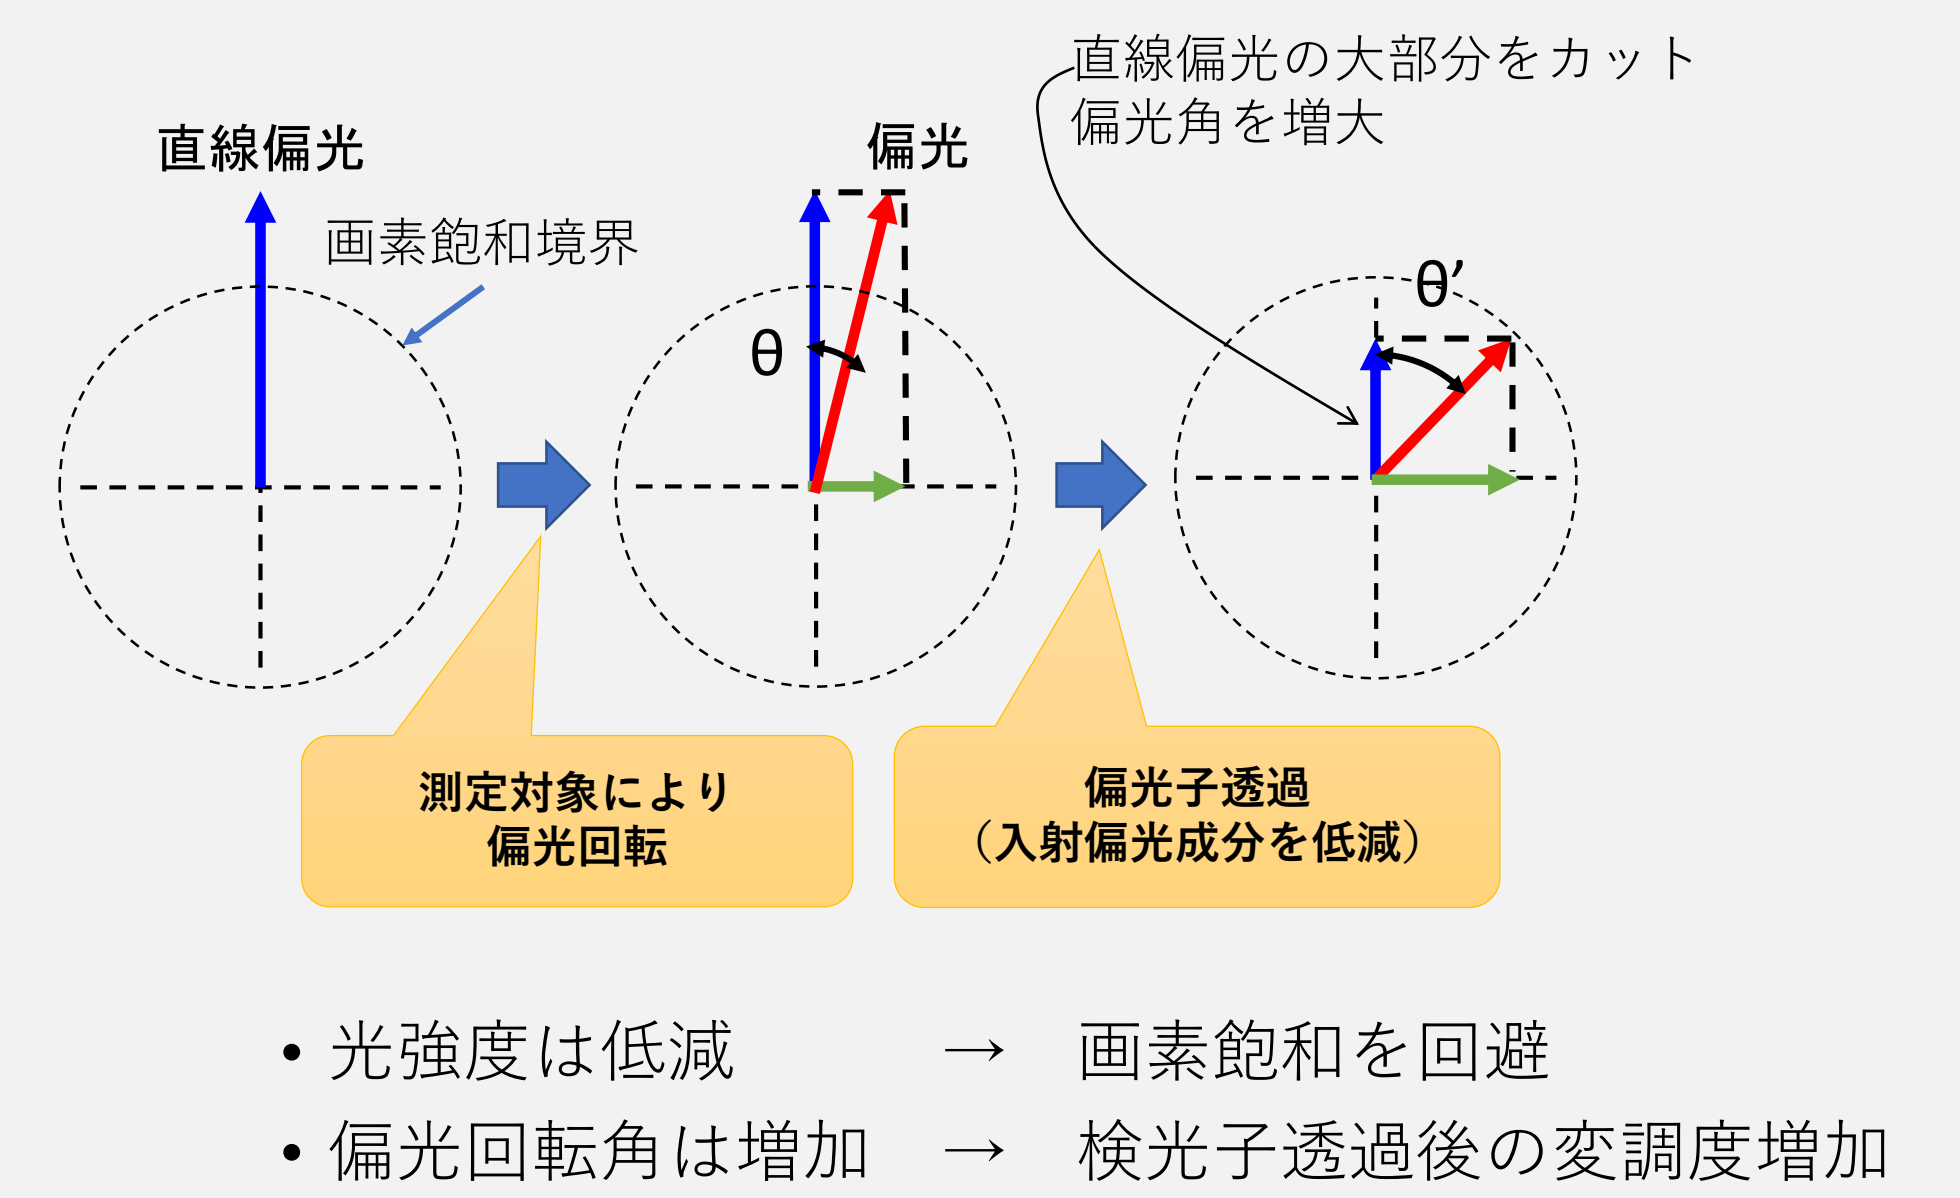 直線偏光の大部分をカット
偏光角を増大
直線偏光
偏光
画素飽和境界
θ
θ’
測定対象により
偏光回転
偏光子透過
（入射偏光成分を低減）
• 光強度は低減 → 画素飽和を回避
• 偏光回転角は増加 → 検光子透過後の変調度増加